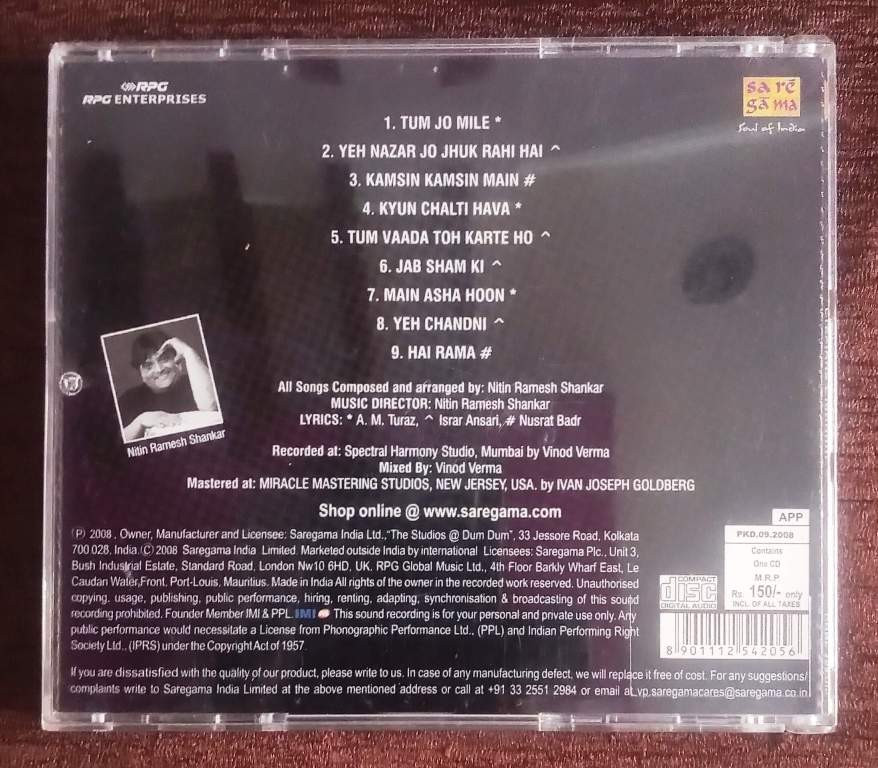 RPG
RPG ENTERPRISES
sa rē
gā ma
Soul of India
1. TUM JO MILE *
2. YEH NAZAR JO JHUK RAHI HAI ^
3. KAMSIN KAMSIN MAIN #
4. KYUN CHALTI HAVA *
5. TUM VAADA TOH KARTE HO ^
6. JAB SHAM KI ^
7. MAIN ASHA HOON *
8. YEH CHANDNI ^
9. HAI RAMA #
Nitin Ramesh Shankar
All Songs Composed and arranged by: Nitin Ramesh Shankar
MUSIC DIRECTOR: Nitin Ramesh Shankar
LYRICS: * A. M. Turaz, ^ Israr Ansari, # Nusrat Badr
Recorded at: Spectral Harmony Studio, Mumbai by Vinod Verma
Mixed By: Vinod Verma
Mastered at: MIRACLE MASTERING STUDIOS, NEW JERSEY, USA. by IVAN JOSEPH GOLDBERG
Shop online @ www.saregama.com
(P) 2008 , Owner, Manufacturer and Licensee: Saregama India Ltd.,"The Studios @ Dum Dum", 33 Jessore Road, Kolkata
700 028, India. (C) 2008 Saregama India Limited. Marketed outside India by international Licensees: Saregama Plc., Unit 3,
Bush Industrial Estate, Standard Road, London Nw10 6HD, UK. RPG Global Music Ltd., 4th Floor Barkly Wharf East, Le
Caudan Water,Front, Port-Louis, Mauritius. Made in India All rights of the owner in the recorded work reserved. Unauthorised
copying, usage, publishing, public performance, hiring, renting, adapting, synchronisation & broadcasting of this sound
recording prohibited. Founder Member IMI & PPL. IMI This sound recording is for your personal and private use only. Any
public performance would necessitate a License from Phonographic Performance Ltd., (PPL) and Indian Performing Right
Society Ltd., (IPRS) under the Copyright Act of 1957.
APP
PKD.09.2008
Contains
One CD
M.R.P
Rs. 150/- only
INCL. OF ALL TAXES
COMPACT
disc
DIGITAL AUDIO
8 901112 542056
If you are dissatisfied with the quality of our product, please write to us. In case of any manufacturing defect, we will replace it free of cost. For any suggestions/
complaints write to Saregama India Limited at the above mentioned address or call at +91 33 2551 2984 or email at vp.saregamacares@saregama.co.in